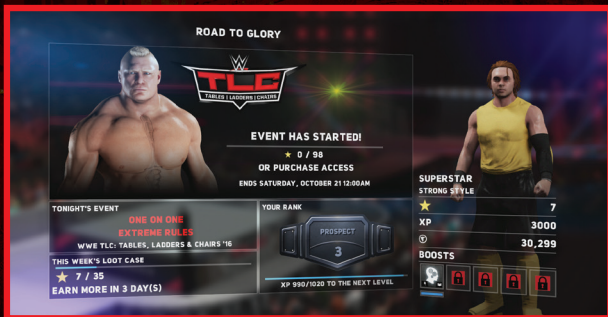 ROAD TO GLORY
W
TLC
TABLES | LADDERS | CHAIRS
EVENT HAS STARTED!
0 / 98
OR PURCHASE ACCESS
ENDS SATURDAY, OCTOBER 21 12:00AM
TONIGHT'S EVENT
ONE ON ONE
EXTREME RULES
WWE TLC: TABLES, LADDERS & CHAIRS '16
THIS WEEK'S LOOT CASE
7 / 35
EARN MORE IN 3 DAY(S)
YOUR RANK
PROSPECT
3
XP 990/1020 TO THE NEXT LEVEL
SUPERSTAR
STRONG STYLE
7
XP 3000
30,299
BOOSTS